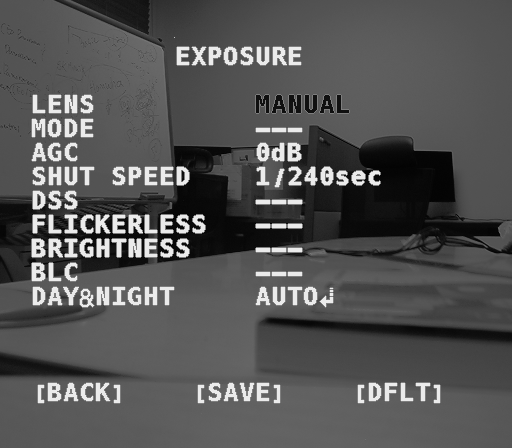 EXPOSURE
LENS MANUAL
MODE ---
AGC 0dB
SHUT SPEED 1/240sec
DSS ---
FLICKERLESS ---
BRIGHTNESS ---
BLC ---
DAY&NIGHT AUTO↲
[BACK] [SAVE] [DFLT]